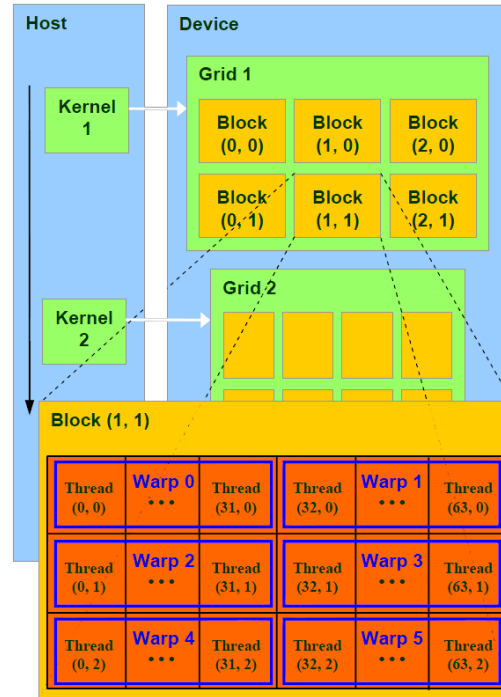 Host
Device
Grid 1
Kernel
1
Block
(0, 0)
Block
(1, 0)
Block
(2, 0)
Block
(0, 1)
Block
(1, 1)
Block
(2, 1)
Grid 2
Kernel
2
Block (1, 1)
Warp 0
Thread
(0, 0)
•••
Thread
(31, 0)
Warp 1
Thread
(32, 0)
•••
Thread
(63, 0)
Warp 2
Thread
(0, 1)
•••
Thread
(31, 1)
Warp 3
Thread
(32, 1)
•••
Thread
(63, 1)
Warp 4
Thread
(0, 2)
•••
Thread
(31, 2)
Warp 5
Thread
(32, 2)
•••
Thread
(63, 2)